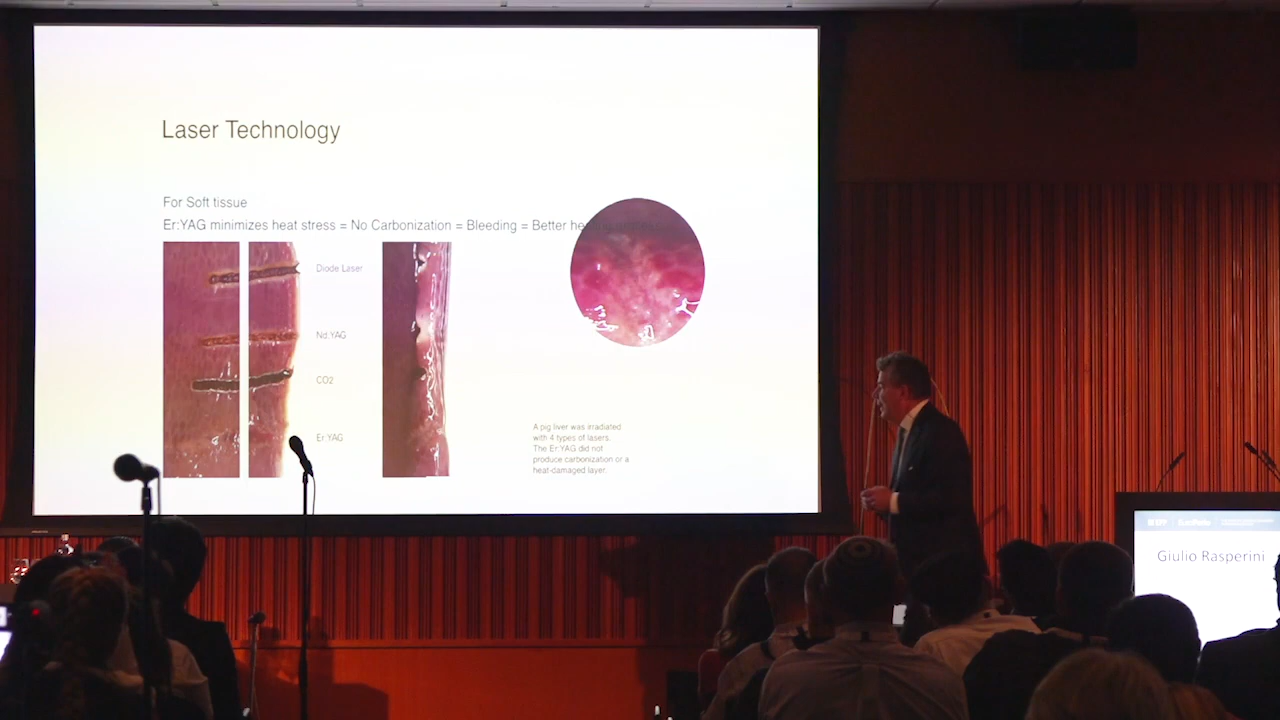 Laser Technology
For Soft tissue
Er:YAG minimizes heat stress = No Carbonization = Bleeding = Better
Diode Laser
Nd:YAG
CO2
Er:YAG
A pig liver was irradiated
with 4 types of lasers.
The Er:YAG did not
produce carbonization or a
heat-damaged layer.
EFP
EuroPerio
Giulio Rasperini